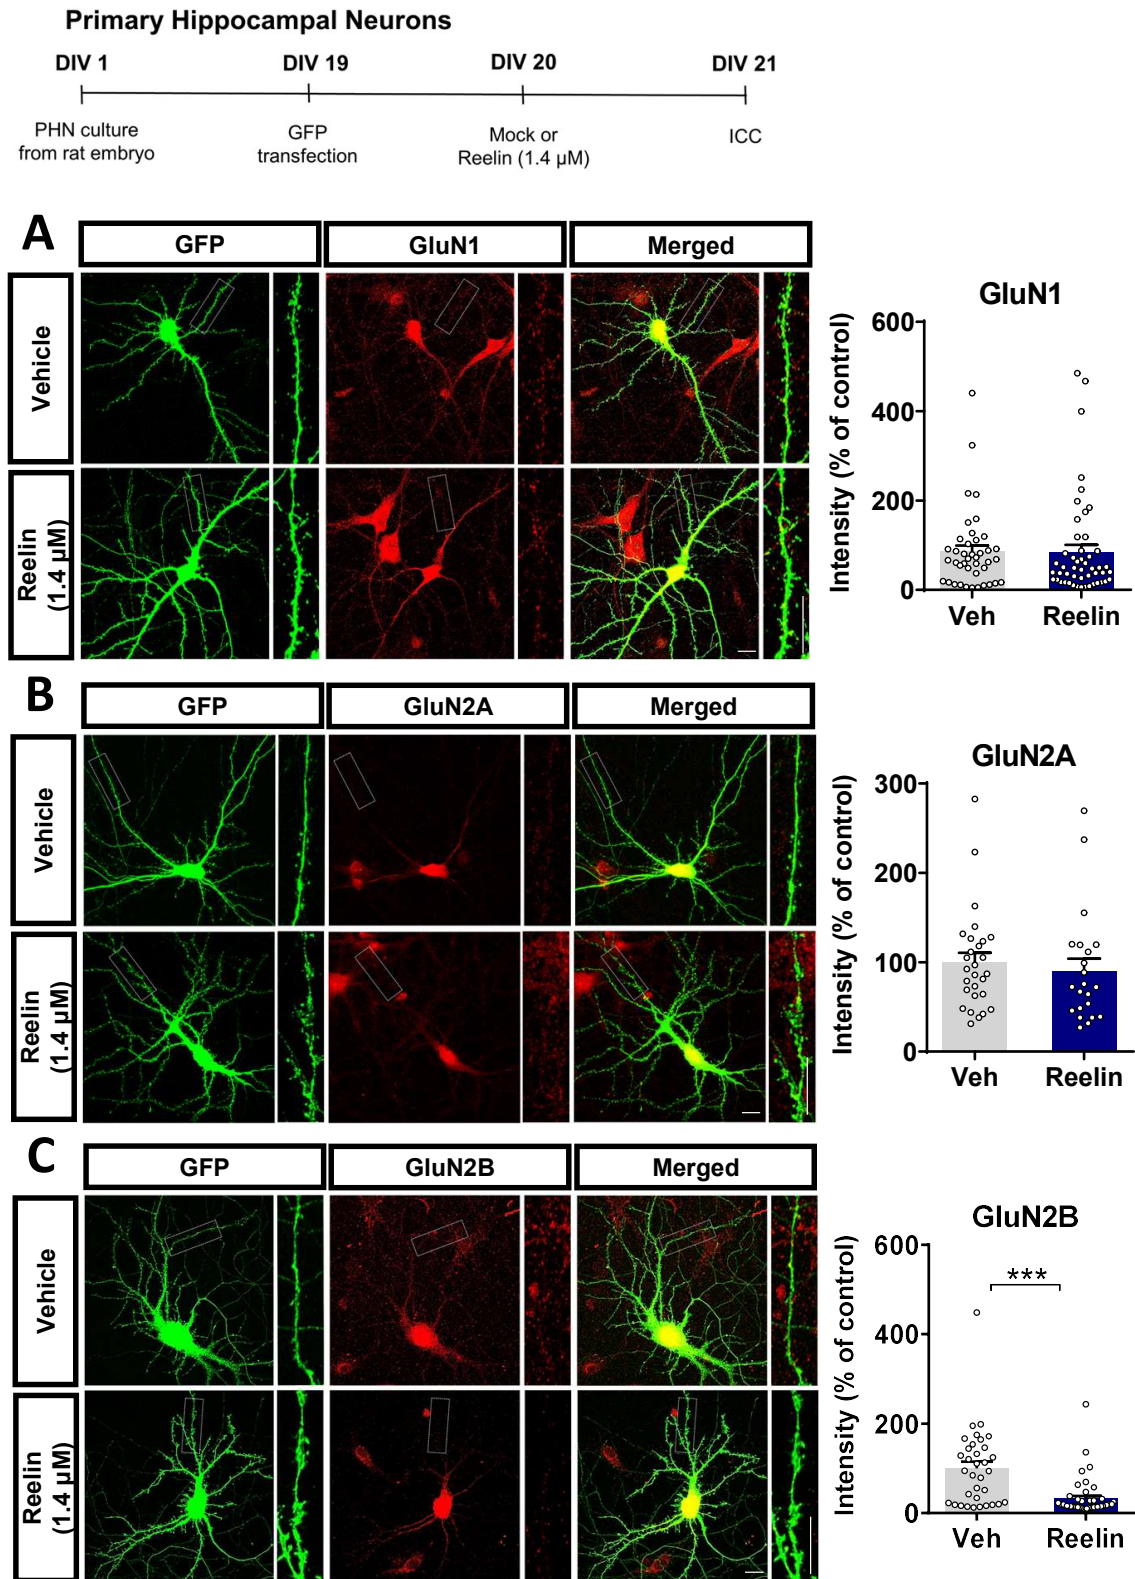 Primary Hippocampal Neurons
DIV 1
DIV 19
DIV 20
DIV 21
PHN culture
from rat embryo
GFP
transfection
Mock or
Reelin (1.4 µM)
ICC
A
GFP
GluN1
Merged
Vehicle
Reelin
(1.4 µM)
GluN1
Intensity (% of control)
600
400
200
0
Veh
Reelin
B
GFP
GluN2A
Merged
Vehicle
Reelin
(1.4 µM)
GluN2A
Intensity (% of control)
300
200
100
0
Veh
Reelin
C
GFP
GluN2B
Merged
Vehicle
Reelin
(1.4 µM)
GluN2B
Intensity (% of control)
600
400
200
0
***
Veh
Reelin